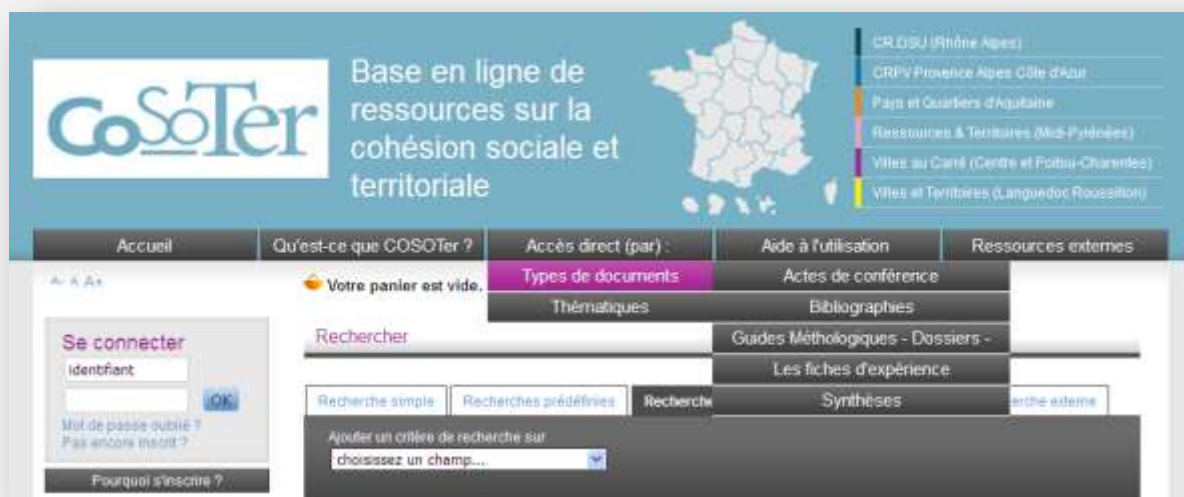 CoSoTer
Base en ligne de
ressources sur la
cohésion sociale et
territoriale
CR.DSU (Rhône Alpes)
CRPV Provence Alpes Côte d'Azur
Pays et Quartiers d'Aquitaine
Ressources & Territoires (Midi-Pyrénées)
Villes au Carré (Centre et Poitou-Charentes)
Villes et Territoires (Languedoc Roussillon)
Accueil
Qu'est-ce que COSOTer ?
Accès direct (par) :
Aide à l'utilisation
Ressources externes
Types de documents
Thématiques
Actes de conférence
Bibliographies
Guides Méthologiques - Dossiers -
Les fiches d'expérience
Synthèses
A- A A+
Votre panier est vide.
Se connecter
identifiant
OK
Mot de passe oublié ?
Pas encore inscrit ?
Pourquoi s'inscrire ?
Rechercher
Recherche simple
Recherches prédéfinies
Recherche
externe
Ajouter un critère de recherche sur
choisissez un champ...